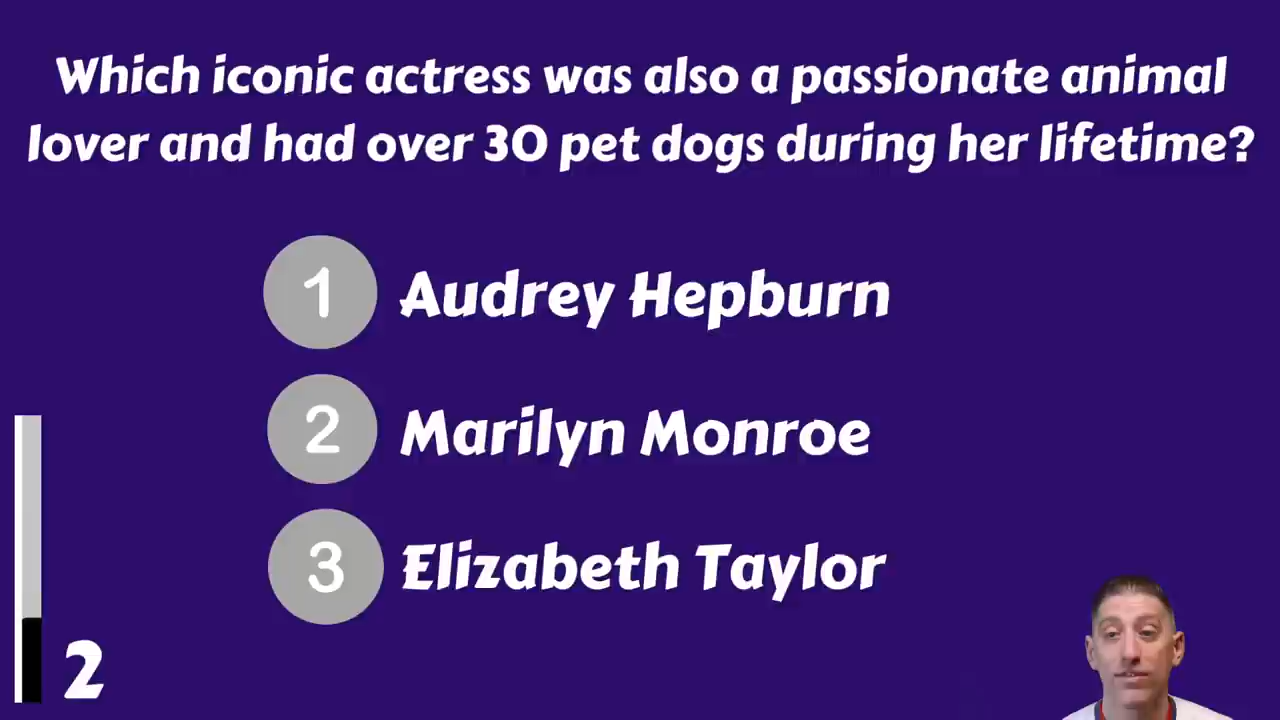 Which iconic actress was also a passionate animal
lover and had over 30 pet dogs during her lifetime?
1 Audrey Hepburn
2 Marilyn Monroe
3 Elizabeth Taylor
2